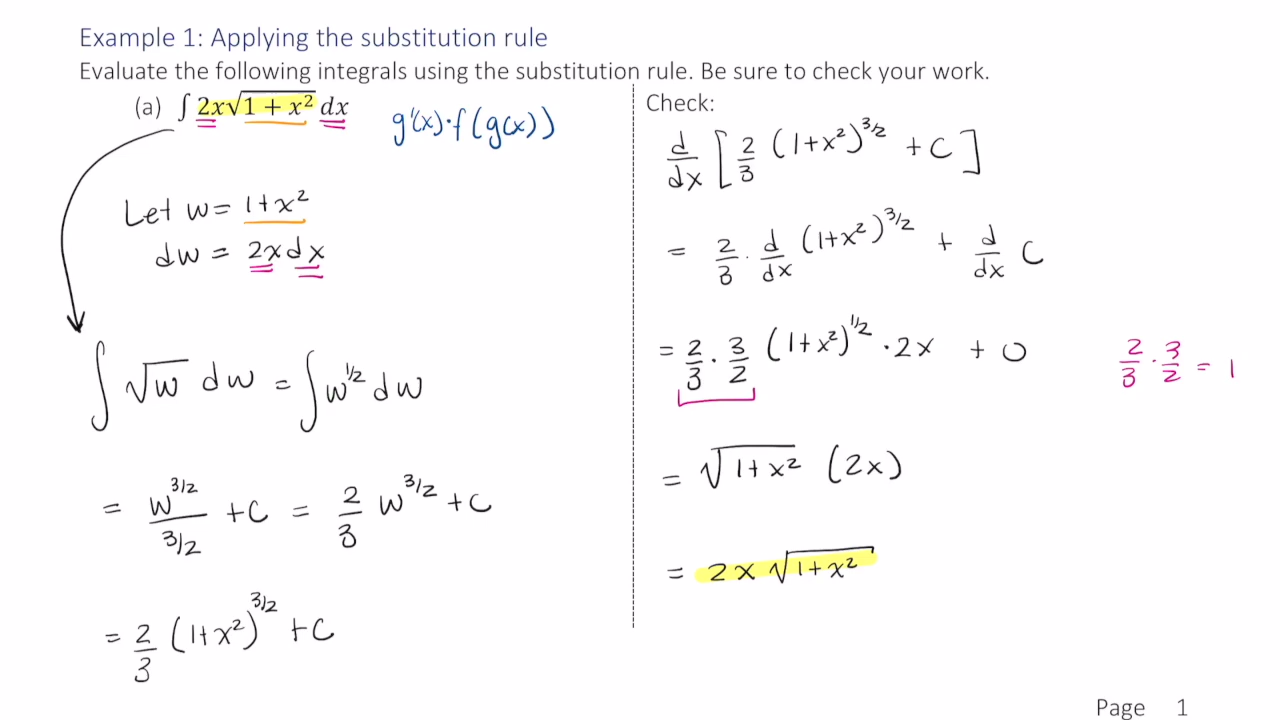 Example 1: Applying the substitution rule
Evaluate the following integrals using the substitution rule. Be sure to check your work.
(a) ∫ 2x√(1 + x²) dx
g'(x)·f(g(x))
Let w = 1+x²
dw = 2x dx
∫ √w dw = ∫ w^(1/2) dw
= w^(3/2)/(3/2) + C = 2/3 w^(3/2) + C
= 2/3 (1+x²)^(3/2) + C
Check:
d/dx [2/3 (1+x²)^(3/2) + C]
= 2/3 · d/dx (1+x²)^(3/2) + d/dx C
= 2/3 · 3/2 (1+x²)^(1/2) · 2x + 0
2/3 · 3/2 = 1
= √(1+x²) (2x)
= 2x √(1+x²)
Page 1